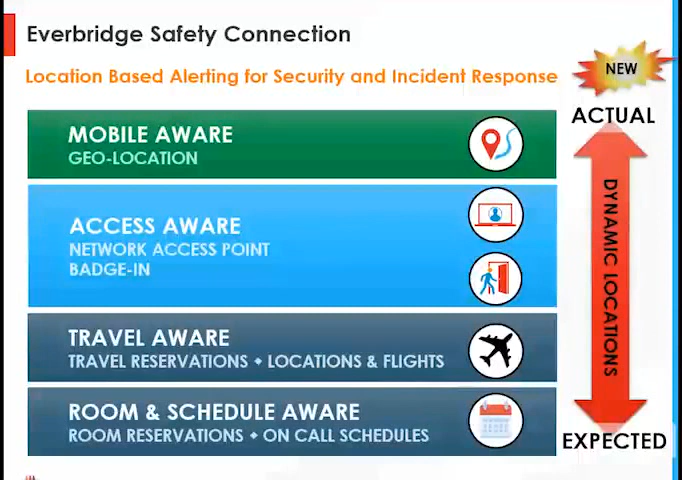 Everbridge Safety Connection
Location Based Alerting for Security and Incident Response
NEW
ACTUAL
MOBILE AWARE
GEO-LOCATION
ACCESS AWARE
NETWORK ACCESS POINT
BADGE-IN
DYNAMIC LOCATIONS
TRAVEL AWARE
TRAVEL RESERVATIONS + LOCATIONS & FLIGHTS
ROOM & SCHEDULE AWARE
ROOM RESERVATIONS + ON CALL SCHEDULES
EXPECTED